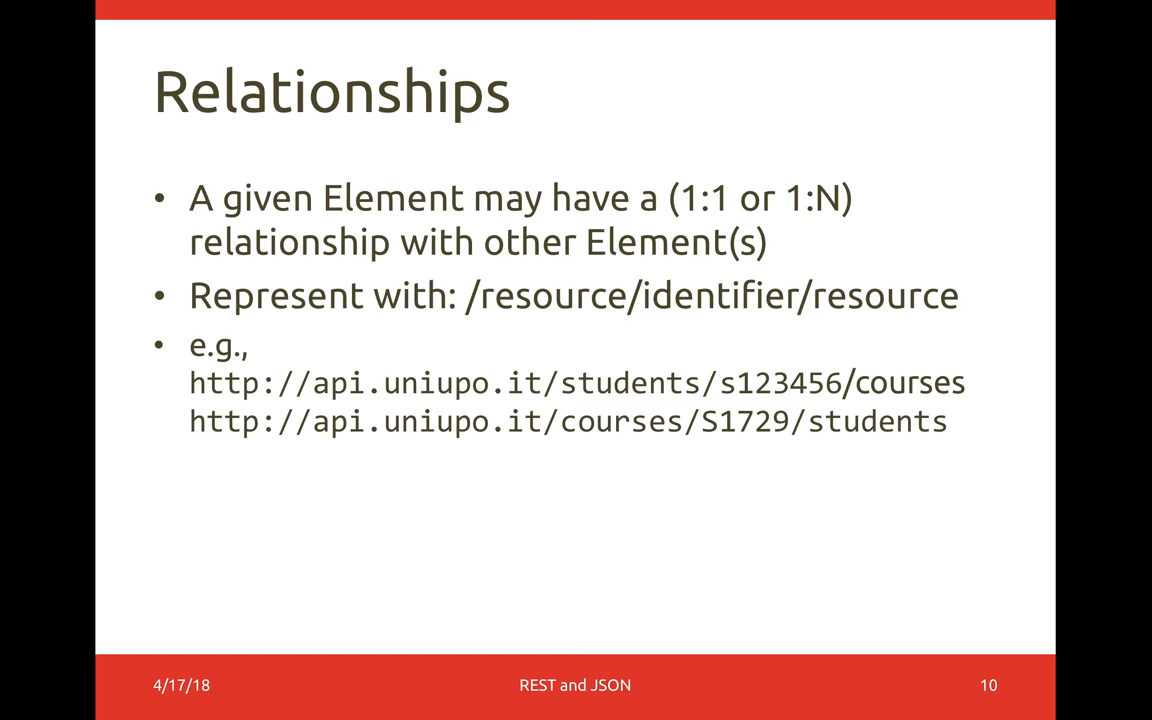 Relationships
• A given Element may have a (1:1 or 1:N)
relationship with other Element(s)
• Represent with: /resource/identifier/resource
• e.g.,
http://api.uniupo.it/students/s123456/courses
http://api.uniupo.it/courses/S1729/students
4/17/18 REST and JSON 10